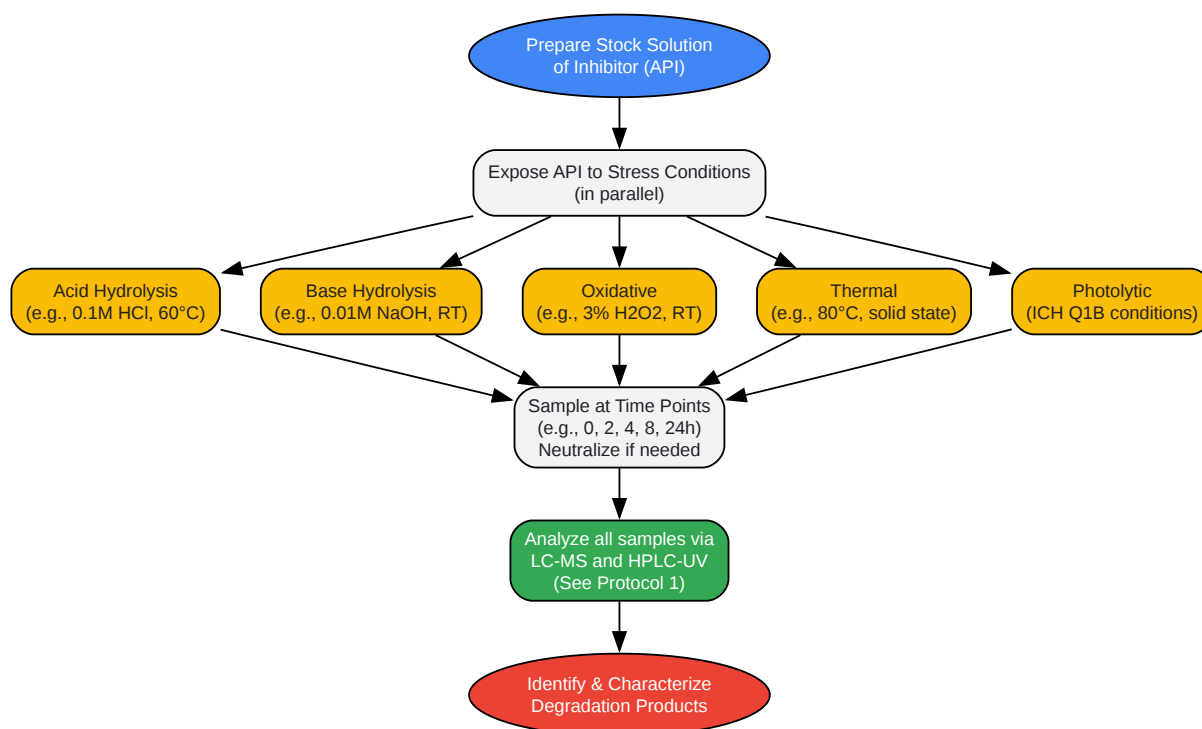 Prepare Stock Solution
of Inhibitor (API)
Expose API to Stress Conditions
(in parallel)
Acid Hydrolysis
(e.g., 0.1M HCl, 60°C)
Base Hydrolysis
(e.g., 0.01M NaOH, RT)
Oxidative
(e.g., 3% H2O2, RT)
Thermal
(e.g., 80°C, solid state)
Photolytic
(ICH Q1B conditions)
Sample at Time Points
(e.g., 0, 2, 4, 8, 24h)
Neutralize if needed
Analyze all samples via
LC-MS and HPLC-UV
(See Protocol 1)
Identify & Characterize
Degradation Products